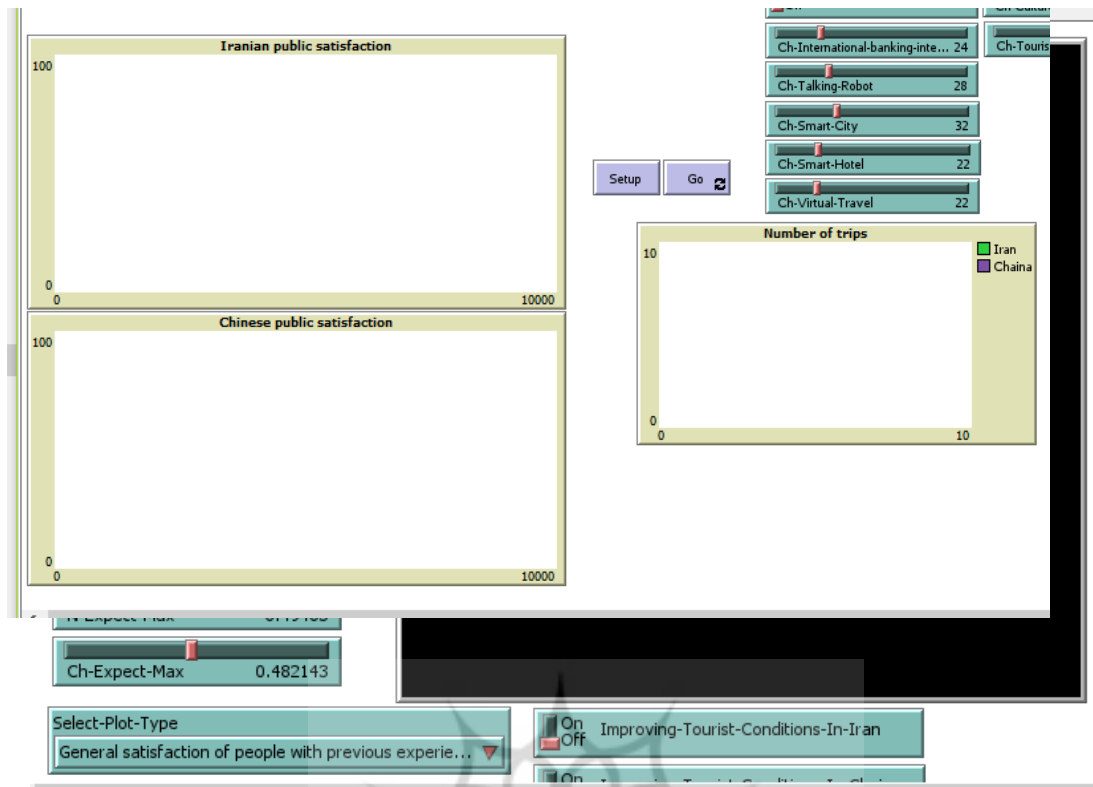 Iranian public satisfaction
100
0
0 10000
Chinese public satisfaction
100
0
0 10000
Setup
Go
Ch-International-banking-inte... 24
Ch-Touris
Ch-Talking-Robot 28
Ch-Smart-City 32
Ch-Smart-Hotel 22
Ch-Virtual-Travel 22
Number of trips
10
0
0 10
Iran
Chaina
Ch-Expect-Max 0.482143
Select-Plot-Type
General satisfaction of people with previous experie...
On
Off
Improving-Tourist-Conditions-In-Iran
On